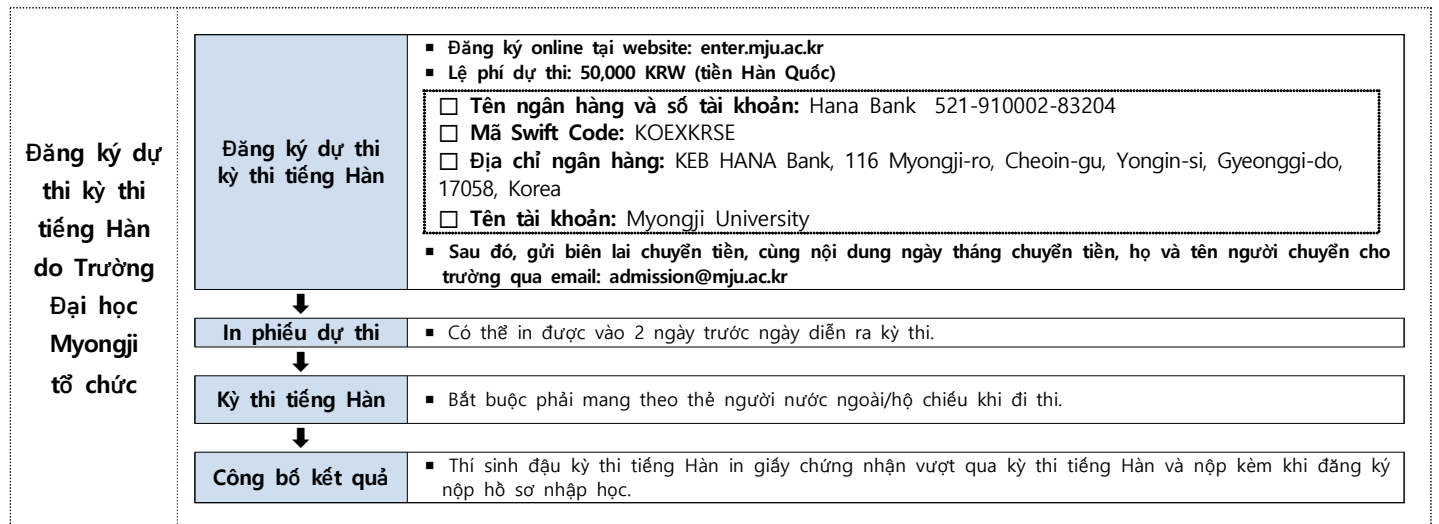 Đăng ký dự
thi kỳ thi
tiếng Hàn
do Trường
Đại học
Myongji
tổ chức
Đăng ký dự thi
kỳ thi tiếng Hàn
▪ Đăng ký online tại website: enter.mju.ac.kr
▪ Lệ phí dự thi: 50,000 KRW (tiền Hàn Quốc)
□ Tên ngân hàng và số tài khoản: Hana Bank 521-910002-83204
□ Mã Swift Code: KOEXKRSE
□ Địa chỉ ngân hàng: KEB HANA Bank, 116 Myongji-ro, Cheoin-gu, Yongin-si, Gyeonggi-do,
17058, Korea
□ Tên tài khoản: Myongji University
▪ Sau đó, gửi biên lai chuyển tiền, cùng nội dung ngày tháng chuyển tiền, họ và tên người chuyển cho
trường qua email: admission@mju.ac.kr
⬇
In phiếu dự thi
▪ Có thể in được vào 2 ngày trước ngày diễn ra kỳ thi.
⬇
Kỳ thi tiếng Hàn
▪ Bắt buộc phải mang theo thẻ người nước ngoài/hộ chiếu khi đi thi.
⬇
Công bố kết quả
▪ Thí sinh đậu kỳ thi tiếng Hàn in giấy chứng nhận vượt qua kỳ thi tiếng Hàn và nộp kèm khi đăng ký
nộp hồ sơ nhập học.